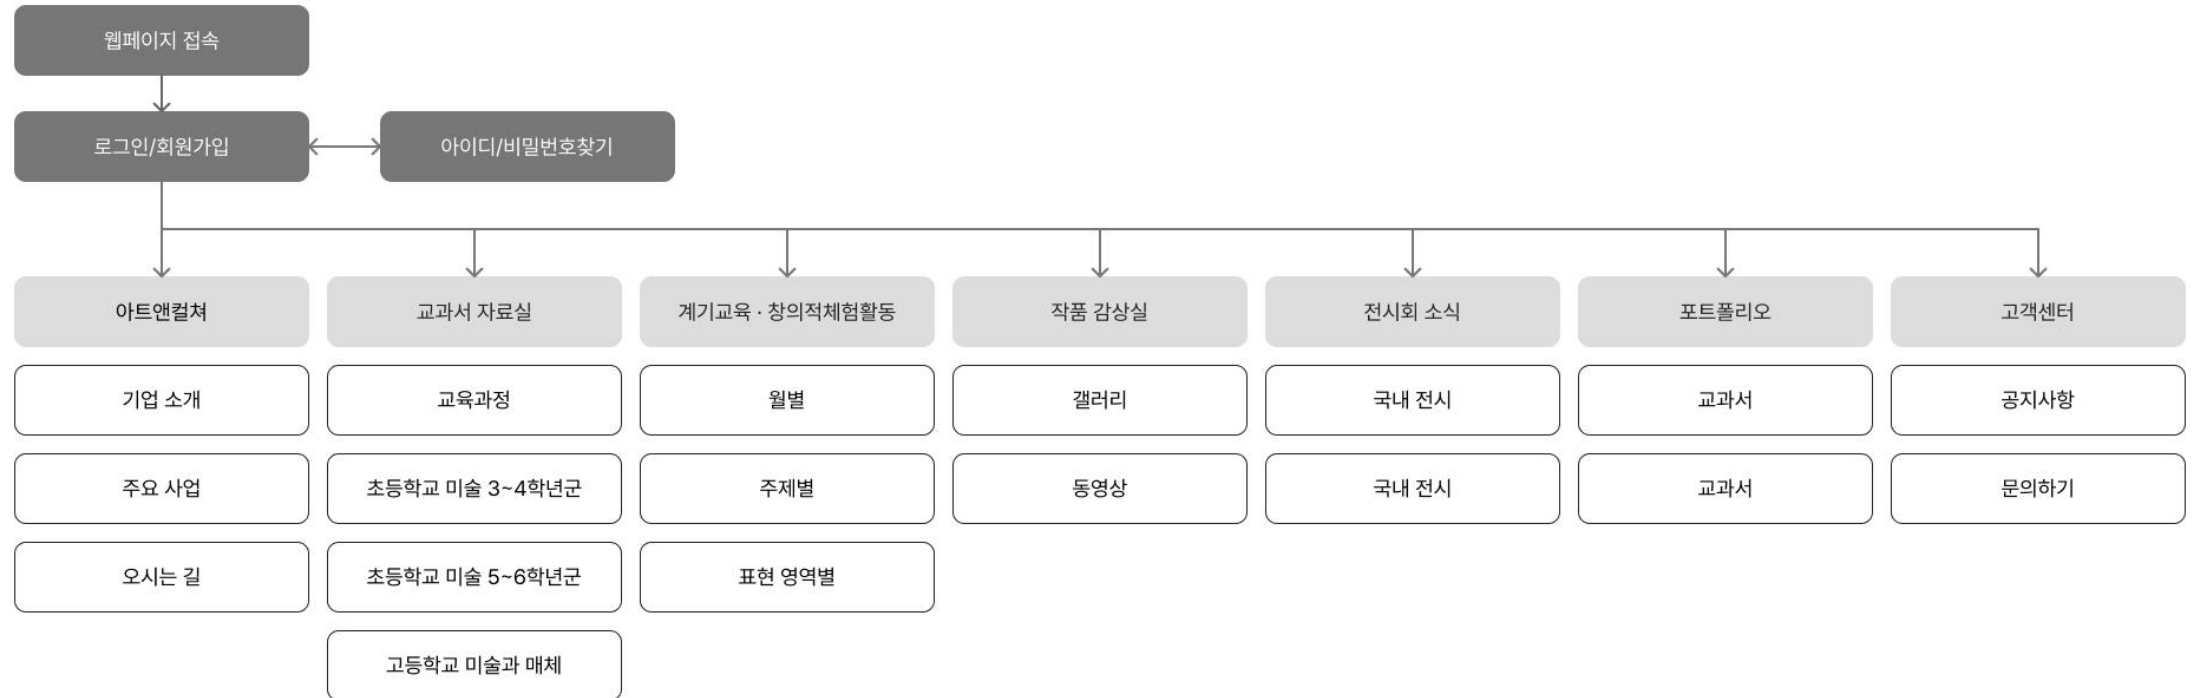 웹페이지 접속
로그인/회원가입
아이디/비밀번호찾기
아트앤컬쳐
교과서 자료실
계기교육 · 창의적체험활동
작품 감상실
전시회 소식
포트폴리오
고객센터
기업 소개
교육과정
월별
갤러리
국내 전시
교과서
공지사항
주요 사업
초등학교 미술 3~4학년군
주제별
동영상
국내 전시
교과서
문의하기
오시는 길
초등학교 미술 5~6학년군
표현 영역별
고등학교 미술과 매체